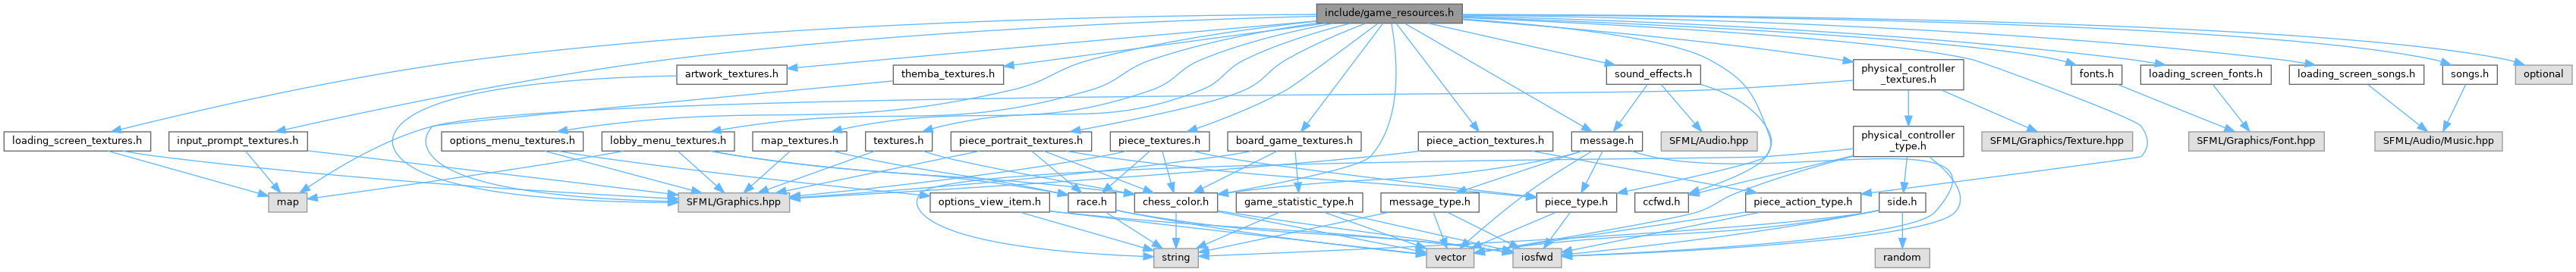 include/game_resources.h
artwork_textures.h
themba_textures.h
sound_effects.h
physical_controller
_textures.h
fonts.h
loading_screen_fonts.h
loading_screen_songs.h
songs.h
optional
loading_screen_textures.h
input_prompt_textures.h
options_menu_textures.h
lobby_menu_textures.h
map_textures.h
textures.h
piece_portrait_textures.h
piece_textures.h
board_game_textures.h
piece_action_textures.h
message.h
SFML/Audio.hpp
physical_controller
_type.h
SFML/Graphics/Texture.hpp
SFML/Graphics/Font.hpp
SFML/Audio/Music.hpp
map
SFML/Graphics.hpp
options_view_item.h
race.h
chess_color.h
game_statistic_type.h
message_type.h
piece_type.h
ccfwd.h
piece_action_type.h
side.h
string
vector
iosfwd
random